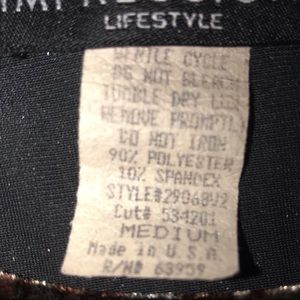 LIFESTYLE
GENTLE CYCLE
DO NOT BLEACH
TUMBLE DRY LOW
REMOVE PROMPTLY
DO NOT IRON
90% POLYESTER
10% SPANDEX
Cut# 534201
MEDIUM
Made in U.S.A
R/N# 63959